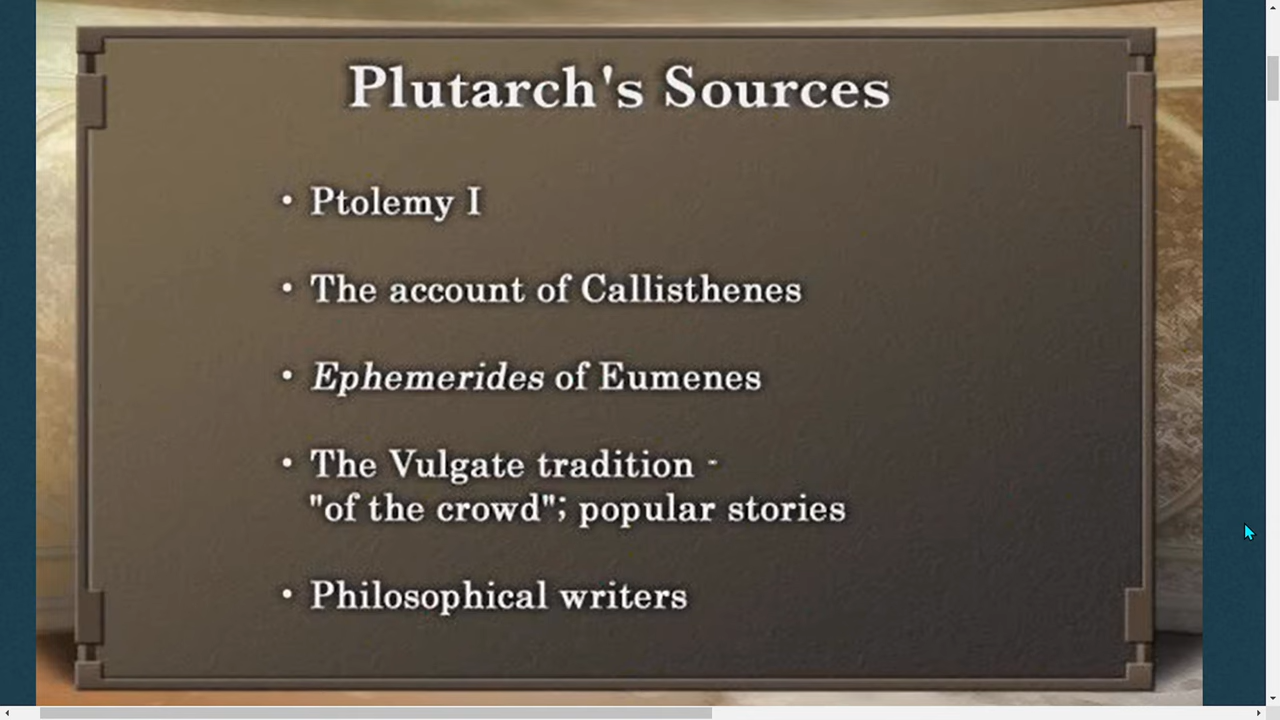 Plutarch's Sources
• Ptolemy I
• The account of Callisthenes
• Ephemerides of Eumenes
• The Vulgate tradition -
"of the crowd"; popular stories
• Philosophical writers